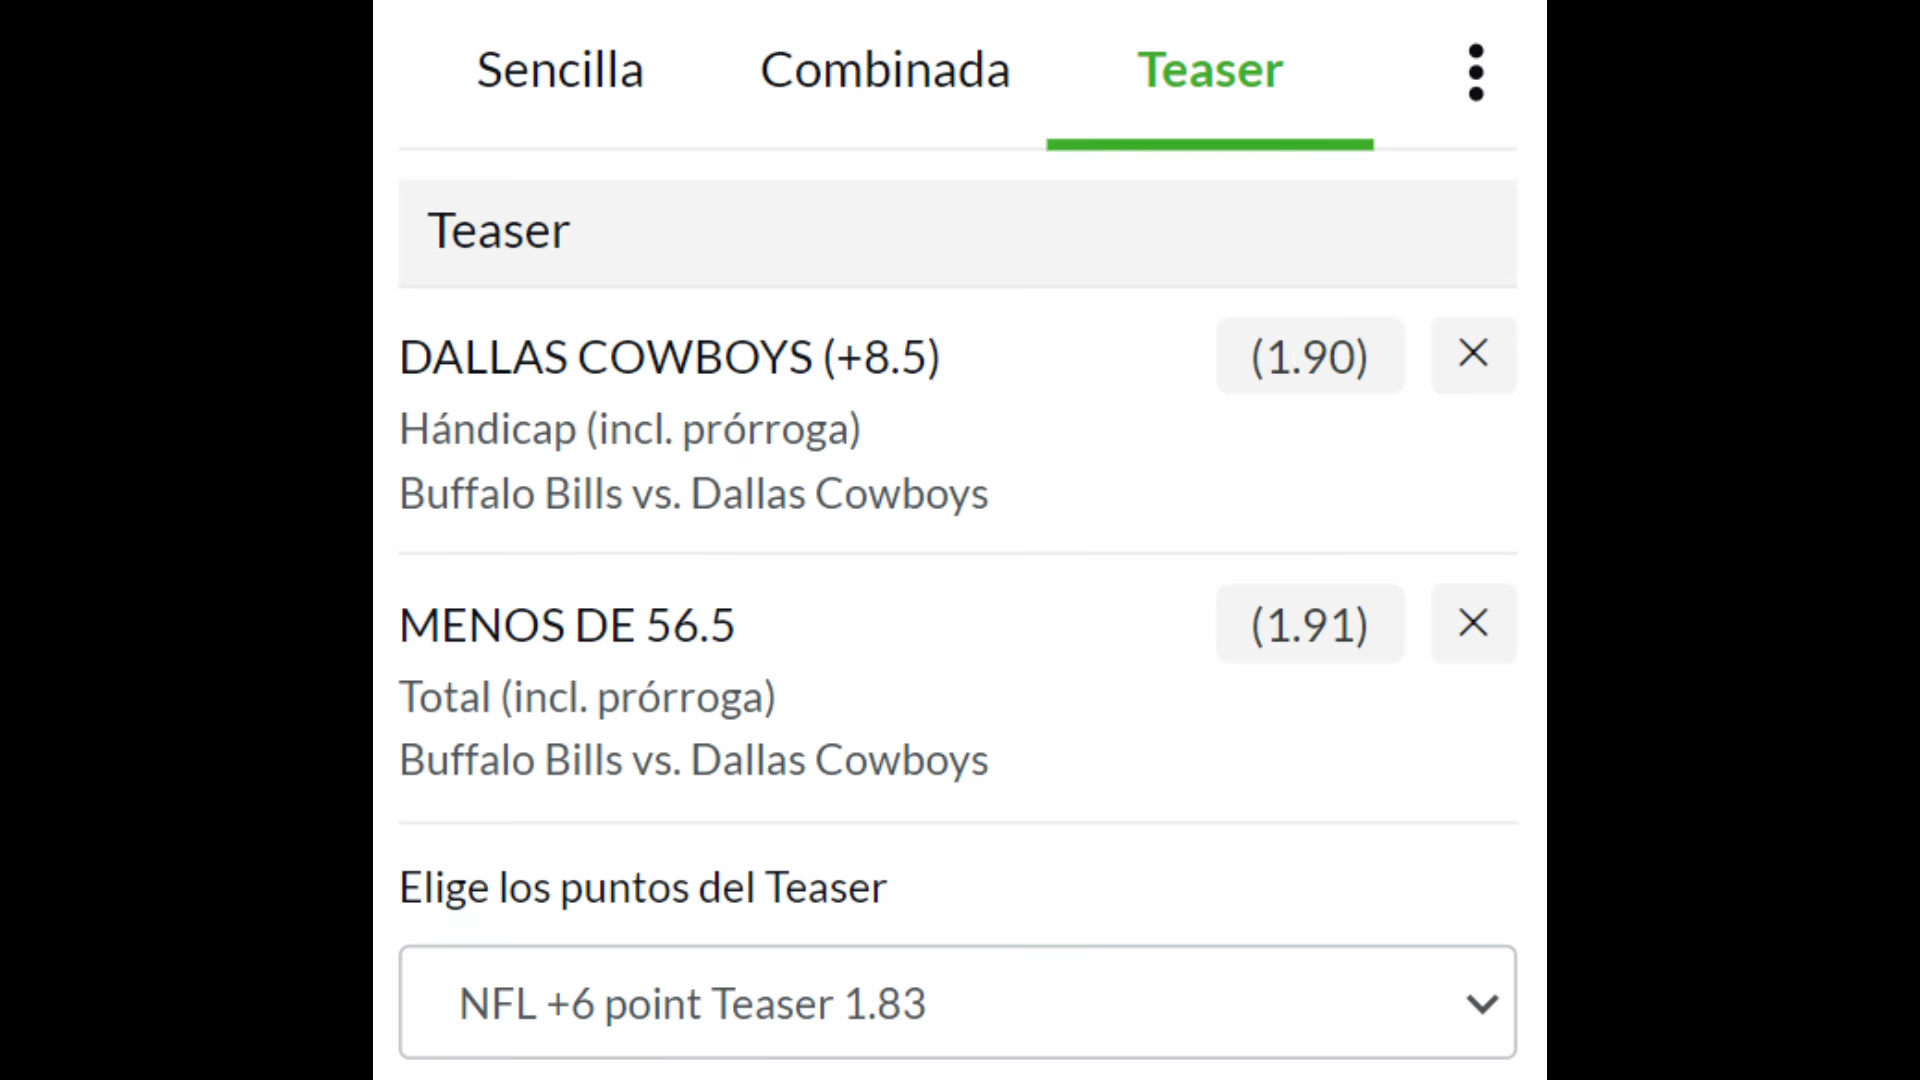 Sencilla Combinada Teaser
Teaser
DALLAS COWBOYS (+8.5) (1.90)
Hándicap (incl. prórroga)
Buffalo Bills vs. Dallas Cowboys
MENOS DE 56.5 (1.91)
Total (incl. prórroga)
Buffalo Bills vs. Dallas Cowboys
Elige los puntos del Teaser
NFL +6 point Teaser 1.83